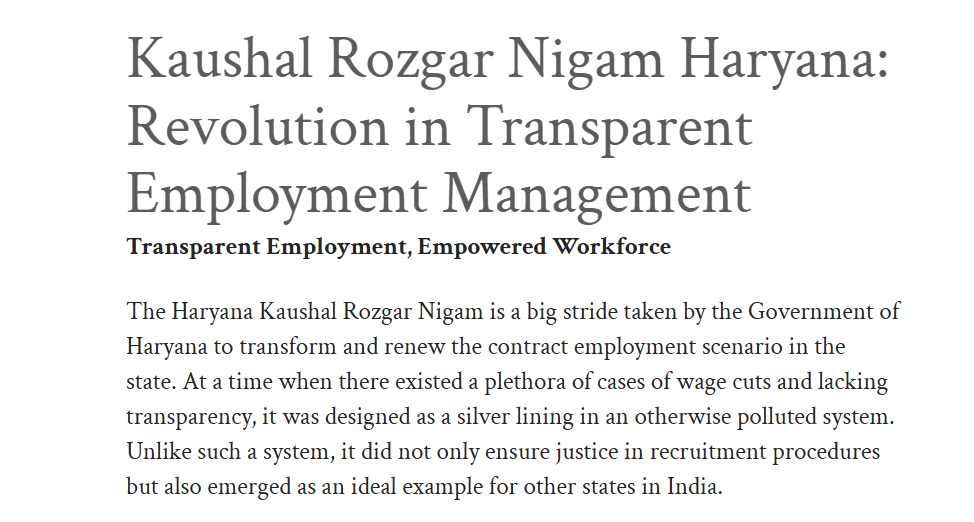 Kaushal Rozgar Nigam Haryana:
Revolution in Transparent
Employment Management
Transparent Employment, Empowered Workforce
The Haryana Kaushal Rozgar Nigam is a big stride taken by the Government of
Haryana to transform and renew the contract employment scenario in the
state. At a time when there existed a plethora of cases of wage cuts and lacking
transparency, it was designed as a silver lining in an otherwise polluted system.
Unlike such a system, it did not only ensure justice in recruitment procedures
but also emerged as an ideal example for other states in India.